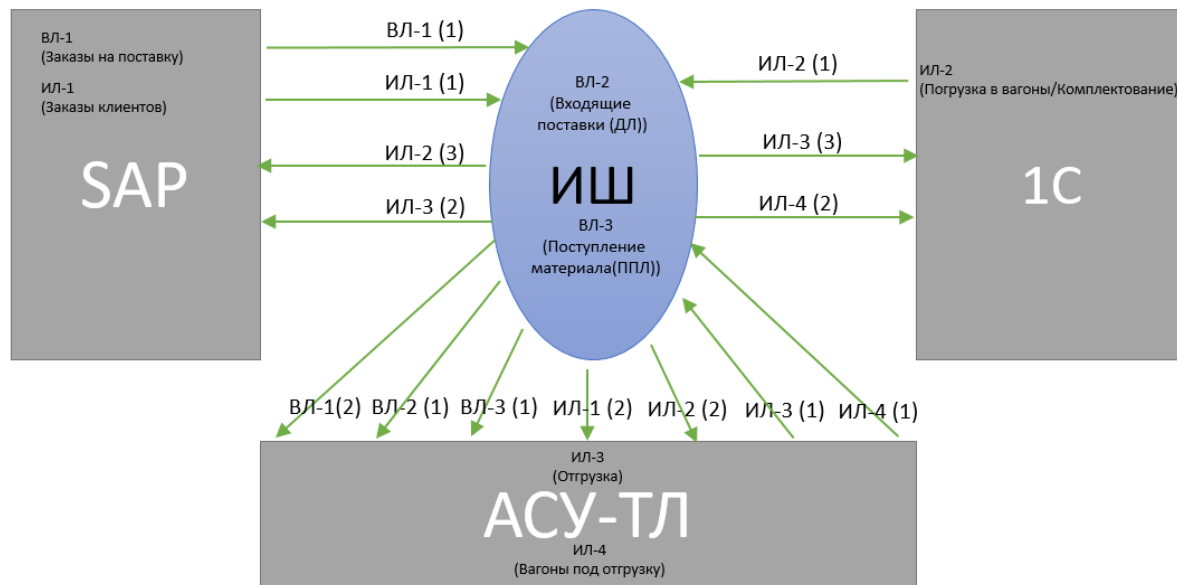 ВЛ-1
(Заказы на поставку)
ИЛ-1
(Заказы клиентов)
SAP
ВЛ-1 (1)
ИЛ-1 (1)
ИЛ-2 (3)
ИЛ-3 (2)
ВЛ-2
(Входящие
поставки (ДЛ))
ИШ
ВЛ-3
(Поступление
материала(ППЛ))
ИЛ-2 (1)
ИЛ-3 (3)
ИЛ-4 (2)
ИЛ-2
(Погрузка в вагоны/Комплектование)
1С
ВЛ-1(2)
ВЛ-2 (1)
ВЛ-3 (1)
ИЛ-1 (2)
ИЛ-2 (2)
ИЛ-3 (1)
ИЛ-4 (1)
ИЛ-3
(Отгрузка)
АСУ-ТЛ
ИЛ-4
(Вагоны под отгрузку)